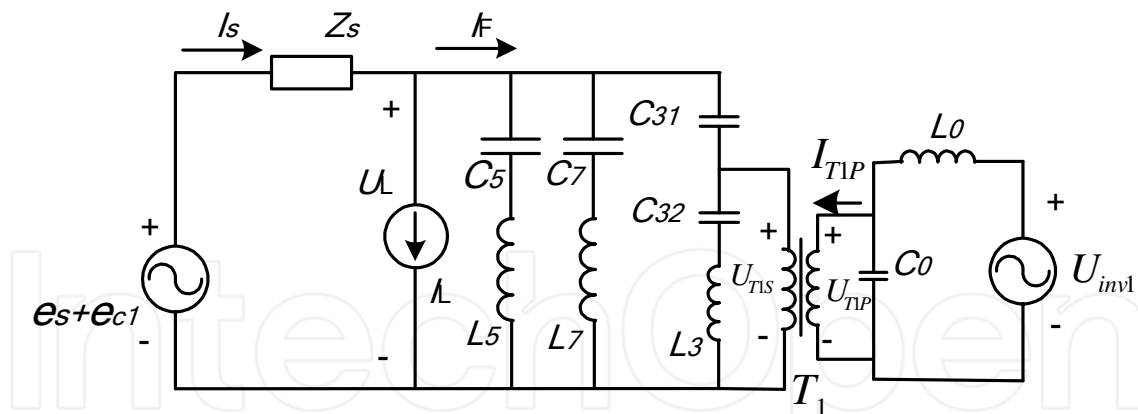 Is Zs IF
+ C31 L0
C5 C7 IT1P
UL C32 + +
+ + + C0 Uinv1
es+ec1 IL UT1S UT1P
- L5 L7 L3 - - -
- T1
IntechOpen